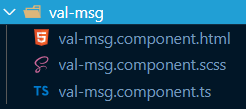 val-msg
val-msg.component.html
val-msg.component.scss
val-msg.component.ts